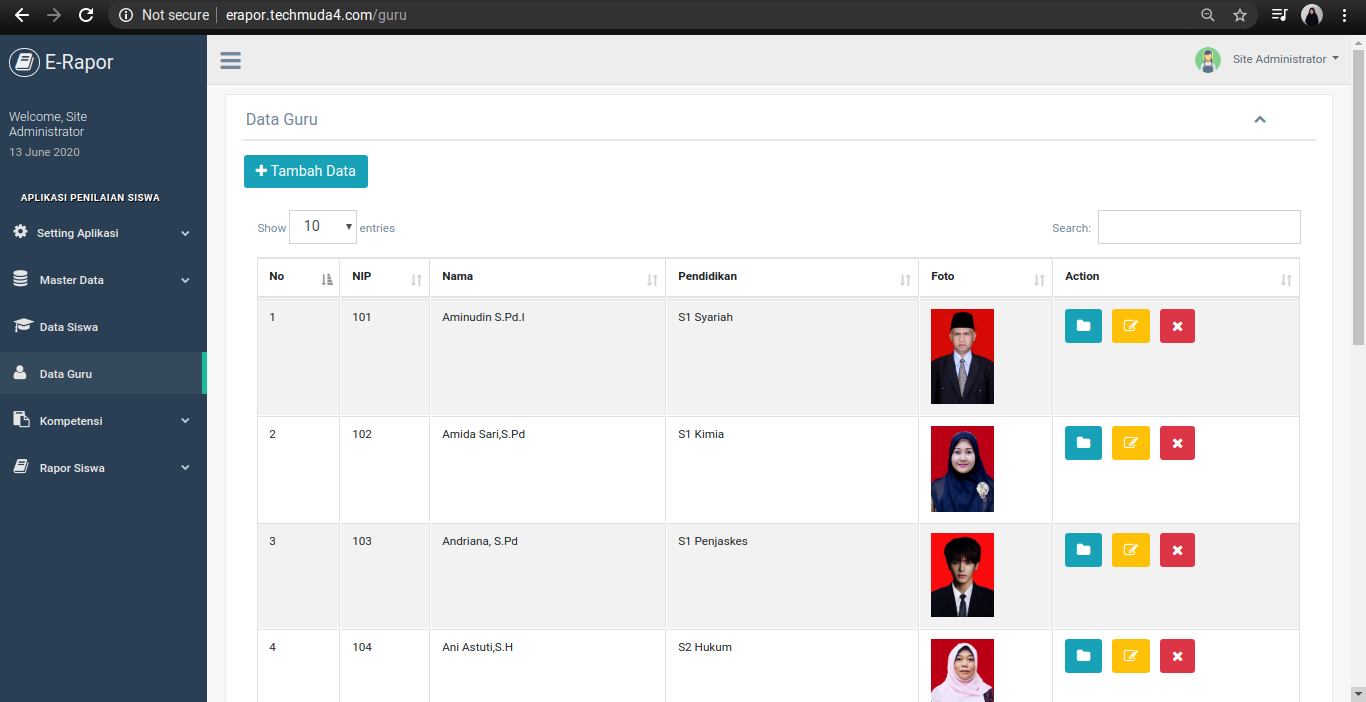 Not secure | erapor.techmuda4.com/guru
E-Rapor
Site Administrator
Welcome, Site
Administrator
13 June 2020
APLIKASI PENILAIAN SISWA
Setting Aplikasi
Master Data
Data Siswa
Data Guru
Kompetensi
Rapor Siswa
Data Guru
Tambah Data
Show 10 entries
Search:
No NIP Nama Pendidikan Foto Action
1 101 Aminudin S.Pd.I S1 Syariah
2 102 Amida Sari,S.Pd S1 Kimia
3 103 Andriana, S.Pd S1 Penjaskes
4 104 Ani Astuti,S.H S2 Hukum